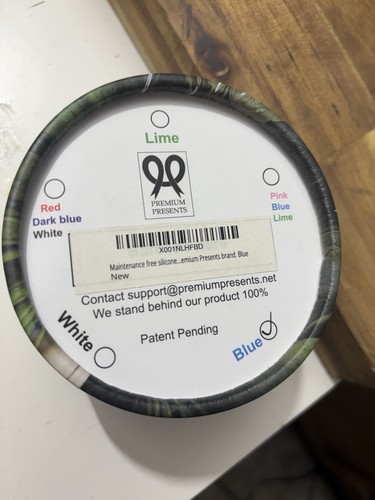 Lime
PREMIUM
PRESENTS
Red
Dark blue
White
Pink
Blue
Lime
X001NLHFBD
Maintenance free silicone...emium Presents brand. Blue
New
Contact support@premiumpresents.net
We stand behind our product 100%
Patent Pending
White
Blue